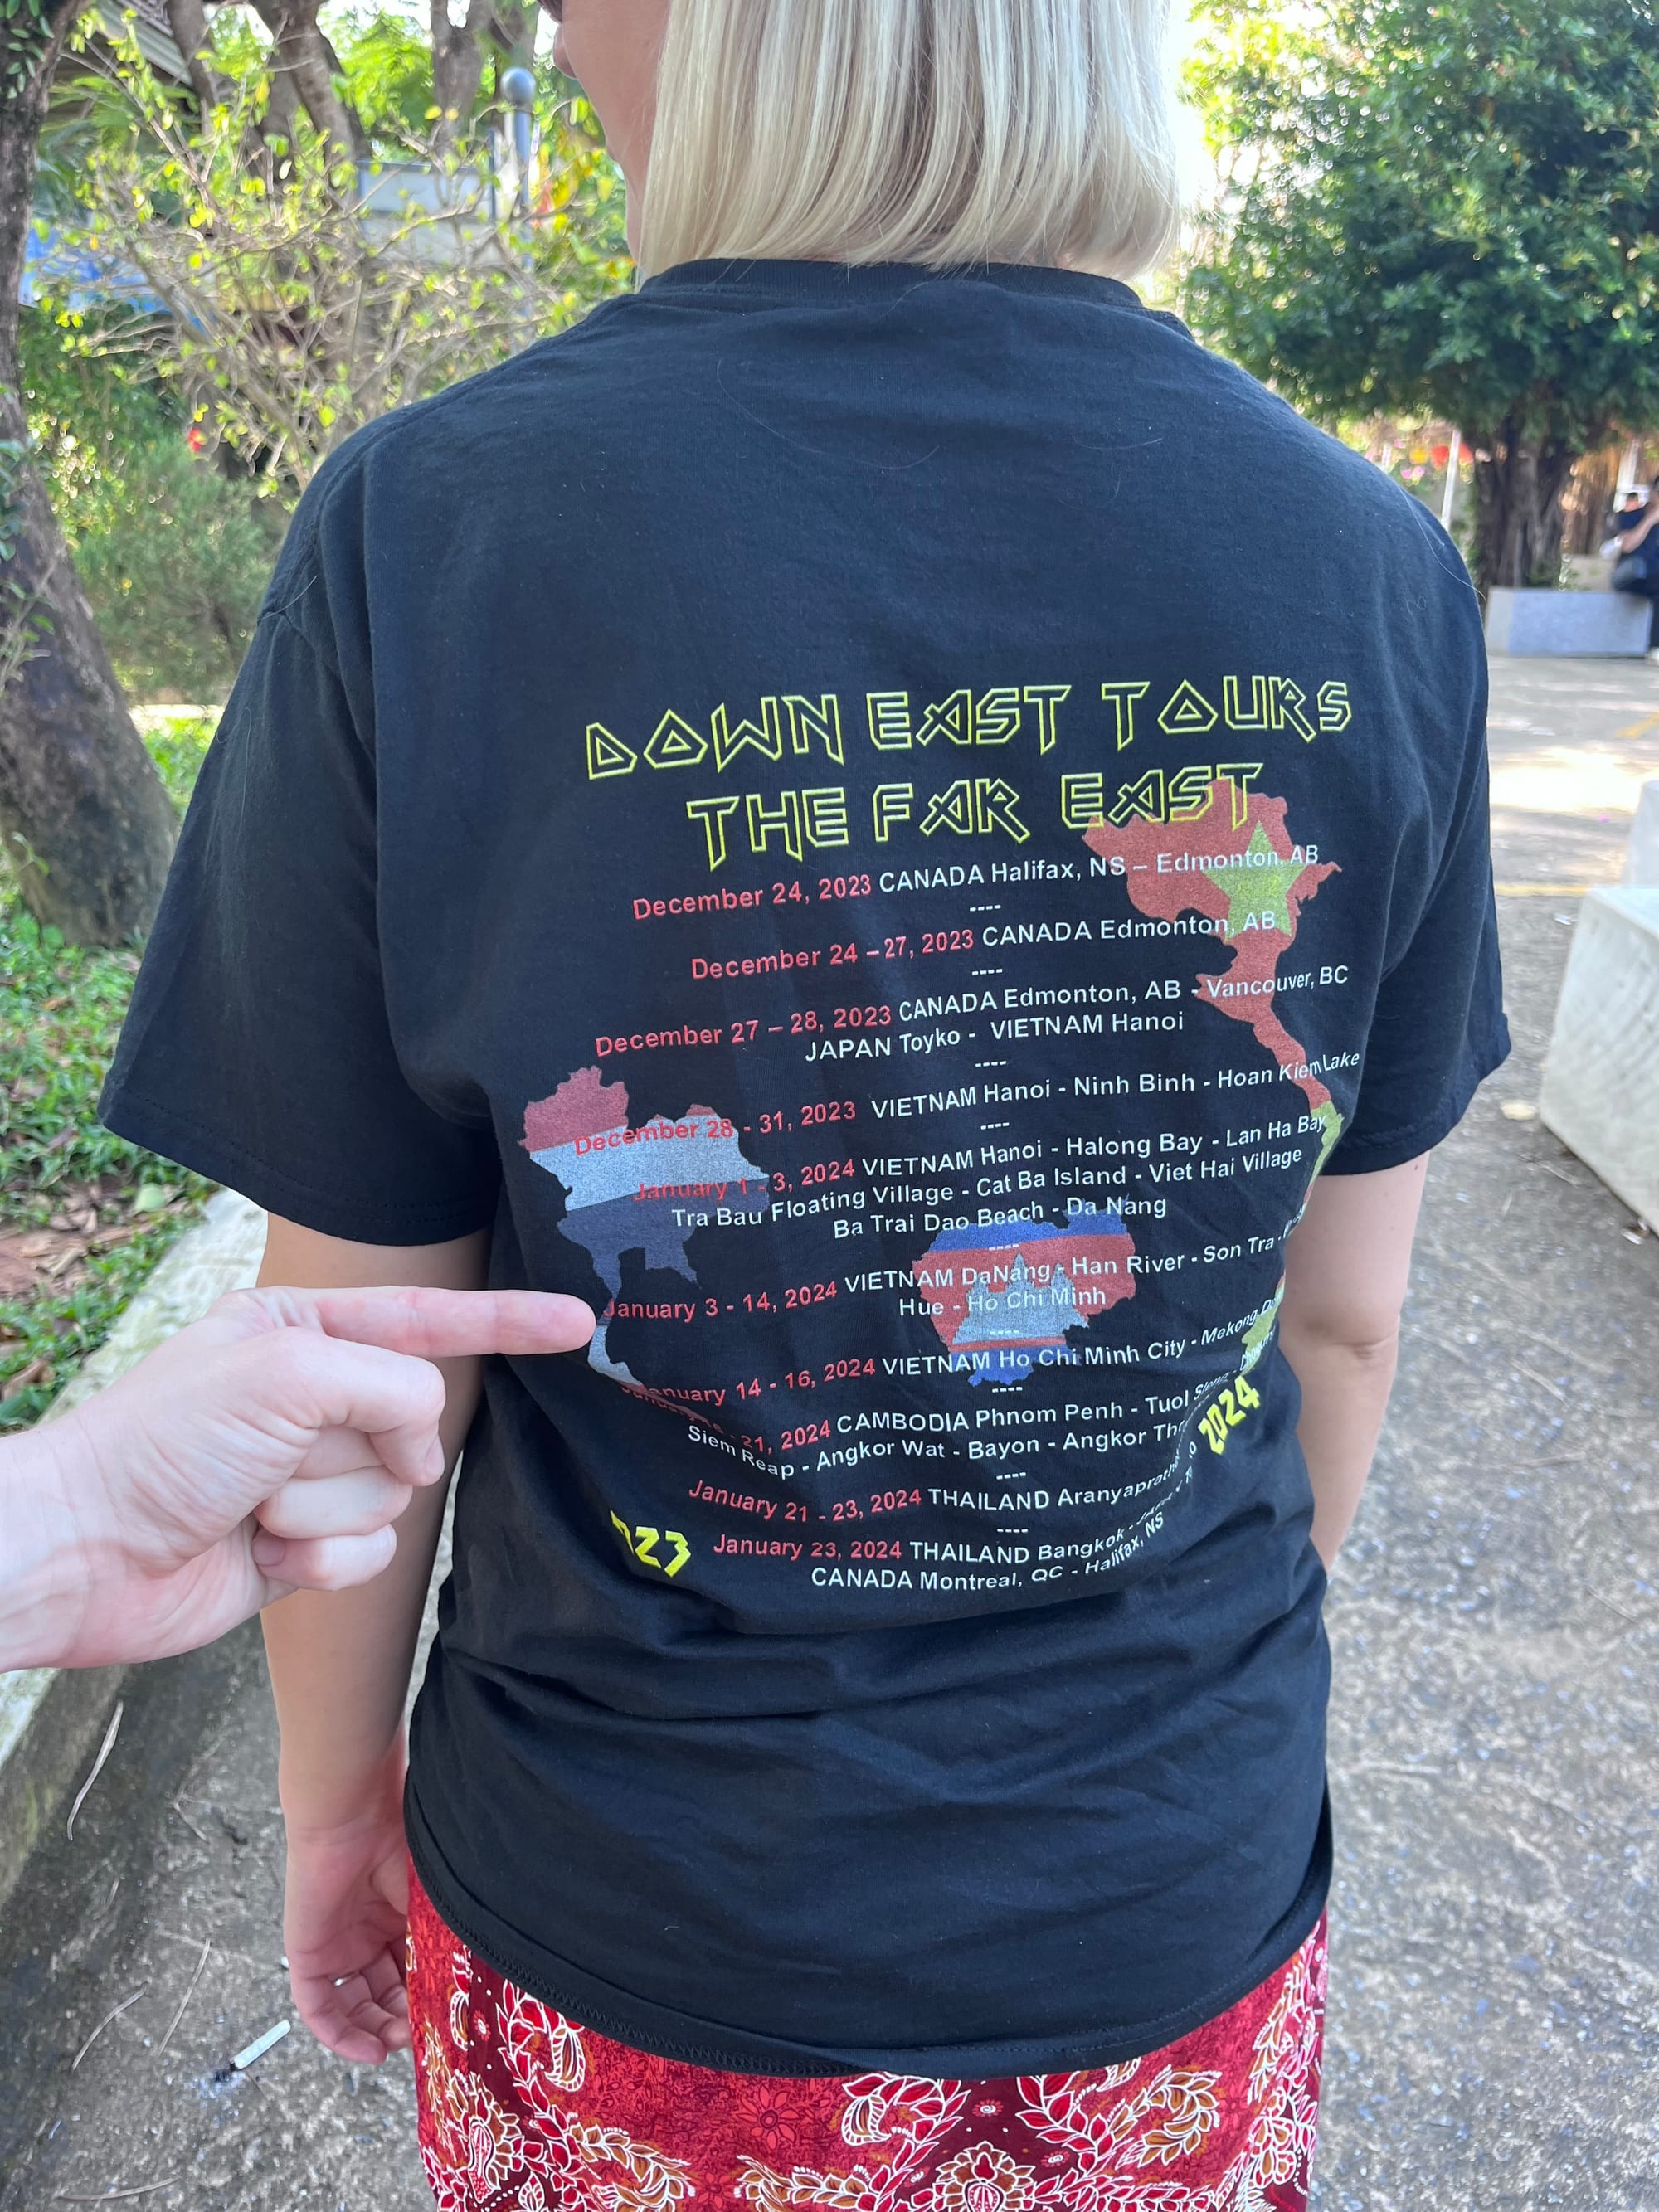 DOWN EAST TOURS
THE FAR EAST
December 24, 2023 CANADA Halifax, NS – Edmonton, AB
----
December 24 – 27, 2023 CANADA Edmonton, AB
----
December 27 – 28, 2023 CANADA Edmonton, AB - Vancouver, BC
JAPAN Toyko - VIETNAM Hanoi
----
December 28 - 31, 2023 VIETNAM Hanoi - Ninh Binh - Hoan Kiem Lake
----
January 1 - 3, 2024 VIETNAM Hanoi - Halong Bay - Lan Ha Bay
Tra Bau Floating Village - Cat Ba Island - Viet Hai Village
Ba Trai Dao Beach - Da Nang
----
January 3 - 14, 2024 VIETNAM DaNang - Han River - Son Tra -
Hue - Ho Chi Minh
----
January 14 - 16, 2024 VIETNAM Ho Chi Minh City - Mekong
----
January - 21, 2024 CAMBODIA Phnom Penh - Tuol
Siem Reap - Angkor Wat - Bayon - Angkor
----
January 21 - 23, 2024 THAILAND
----
January 23, 2024 THAILAND Bangkok -
CANADA Montreal, QC - Halifax, NS
2024